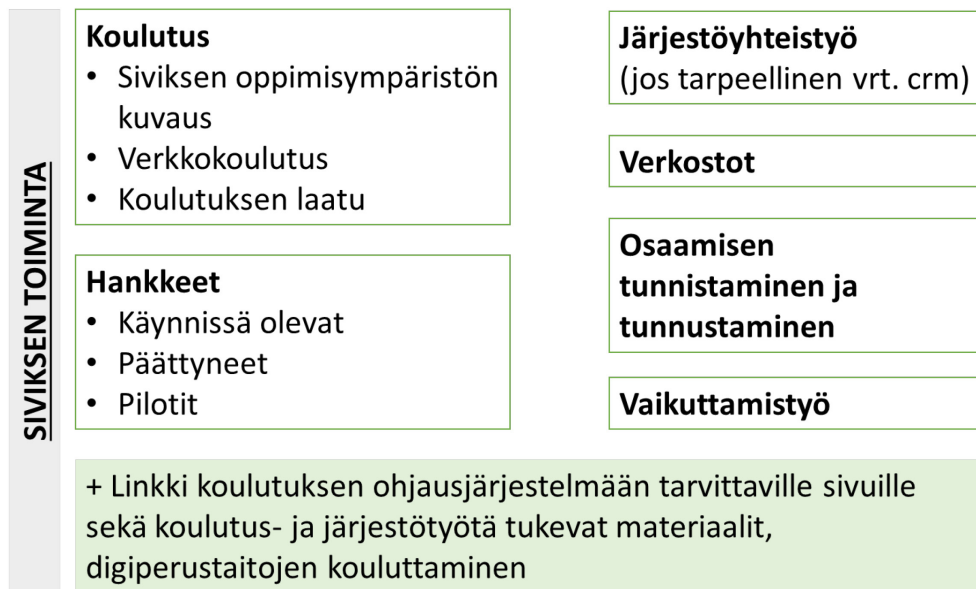 SIVIKSEN TOIMINTA
Koulutus
• Siviksen oppimisympäristön
kuvaus
• Verkkokoulutus
• Koulutuksen laatu
Hankkeet
• Käynnissä olevat
• Päättyneet
• Pilotit
Järjestöyhteistyö
(jos tarpeellinen vrt. crm)
Verkostot
Osaamisen
tunnistaminen ja
tunnustaminen
Vaikuttamistyö
+ Linkki koulutuksen ohjausjärjestelmään tarvittaville sivuille
sekä koulutus- ja järjestötyötä tukevat materiaalit,
digiperustaitojen kouluttaminen